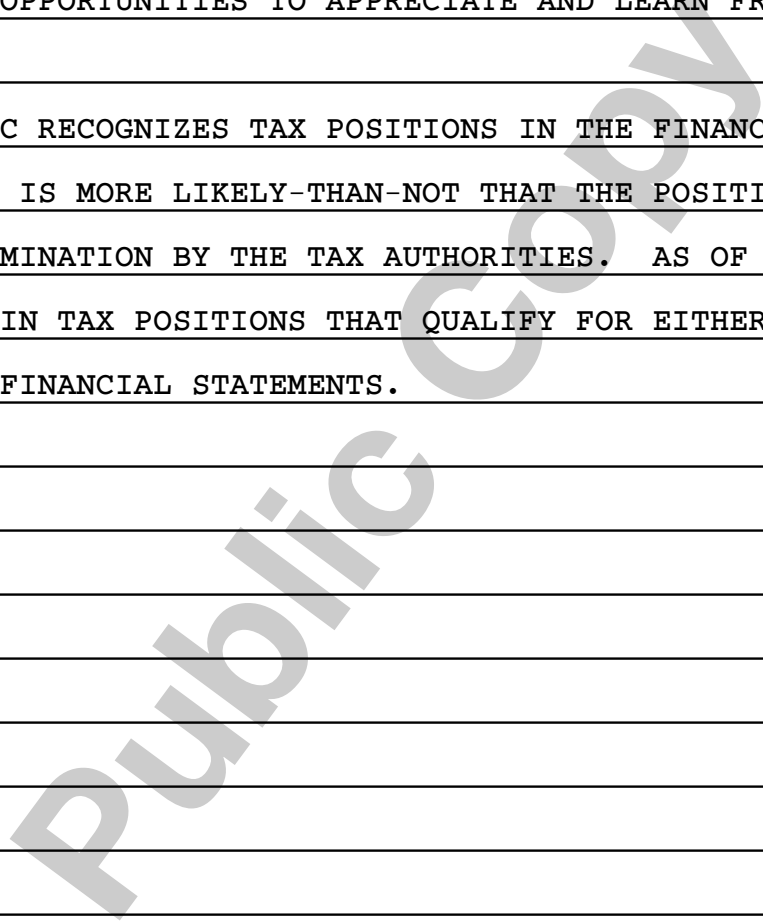 OPPORTUNITIES TO APPRECIATE AND LEARN FR
C RECOGNIZES TAX POSITIONS IN THE FINANC
IS MORE LIKELY-THAN-NOT THAT THE POSITI
MINATION BY THE TAX AUTHORITIES. AS OF
IN TAX POSITIONS THAT QUALIFY FOR EITHER
FINANCIAL STATEMENTS.
Public Copy